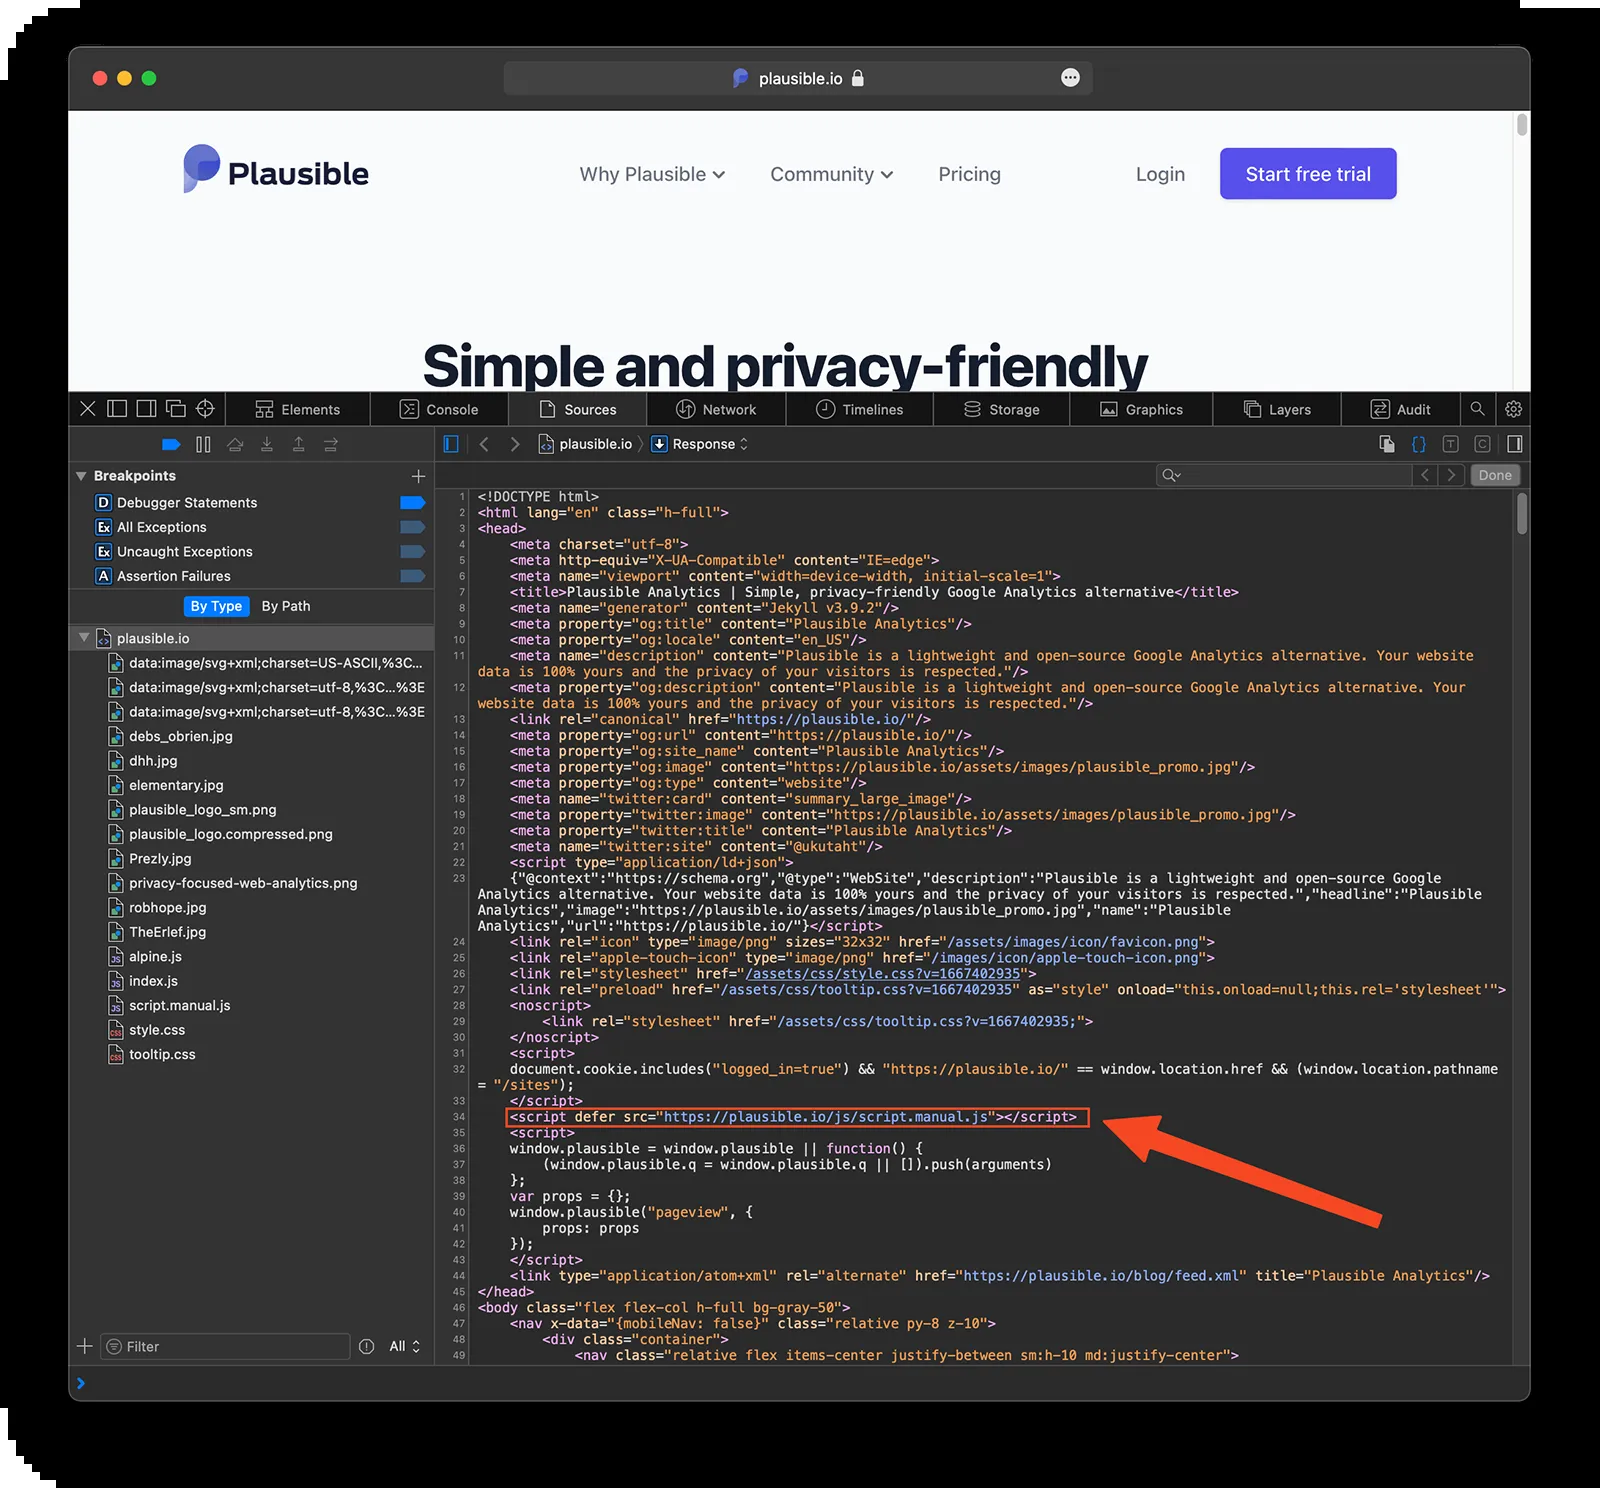 plausible.io
Plausible
Why Plausible
Community
Pricing
Login
Start free trial
Simple and privacy-friendly
Elements
Console
Sources
Network
Timelines
Storage
Graphics
Layers
Audit
plausible.io
Response
Breakpoints
Done
D Debugger Statements
Ex All Exceptions
Ex Uncaught Exceptions
A Assertion Failures
By Type
By Path
plausible.io
data:image/svg+xml;charset=US-ASCII,%3C...
data:image/svg+xml;charset=utf-8,%3C...%3E
data:image/svg+xml;charset=utf-8,%3C...%3E
debs_obrien.jpg
dhh.jpg
elementary.jpg
plausible_logo_sm.png
plausible_logo.compressed.png
Prezly.jpg
privacy-focused-web-analytics.png
robhope.jpg
TheErlef.jpg
JS alpine.js
JS index.js
JS script.manual.js
css style.css
css tooltip.css
Filter
All
1 <!DOCTYPE html>
2 <html lang="en" class="h-full">
3 <head>
4 <meta charset="utf-8">
5 <meta http-equiv="X-UA-Compatible" content="IE=edge">
6 <meta name="viewport" content="width=device-width, initial-scale=1">
7 <title>Plausible Analytics | Simple, privacy-friendly Google Analytics alternative</title>
8 <meta name="generator" content="Jekyll v3.9.2"/>
9 <meta property="og:title" content="Plausible Analytics"/>
10 <meta property="og:locale" content="en_US"/>
11 <meta name="description" content="Plausible is a lightweight and open-source Google Analytics alternative. Your website
data is 100% yours and the privacy of your visitors is respected."/>
12 <meta property="og:description" content="Plausible is a lightweight and open-source Google Analytics alternative. Your
website data is 100% yours and the privacy of your visitors is respected."/>
13 <link rel="canonical" href="https://plausible.io/"/>
14 <meta property="og:url" content="https://plausible.io/"/>
15 <meta property="og:site_name" content="Plausible Analytics"/>
16 <meta property="og:image" content="https://plausible.io/assets/images/plausible_promo.jpg"/>
17 <meta property="og:type" content="website"/>
18 <meta name="twitter:card" content="summary_large_image"/>
19 <meta property="twitter:image" content="https://plausible.io/assets/images/plausible_promo.jpg"/>
20 <meta property="twitter:title" content="Plausible Analytics"/>
21 <meta name="twitter:site" content="@ukutaht"/>
22 <script type="application/ld+json">
23 {"@context":"https://schema.org","@type":"WebSite","description":"Plausible is a lightweight and open-source Google
Analytics alternative. Your website data is 100% yours and the privacy of your visitors is respected.","headline":"Plausible
Analytics","image":"https://plausible.io/assets/images/plausible_promo.jpg","name":"Plausible
Analytics","url":"https://plausible.io/"}</script>
24 <link rel="icon" type="image/png" sizes="32x32" href="/assets/images/icon/favicon.png">
25 <link rel="apple-touch-icon" type="image/png" href="/images/icon/apple-touch-icon.png">
26 <link rel="stylesheet" href="/assets/css/style.css?v=1667402935">
27 <link rel="preload" href="/assets/css/tooltip.css?v=1667402935" as="style" onload="this.onload=null;this.rel='stylesheet'">
28 <noscript>
29 <link rel="stylesheet" href="/assets/css/tooltip.css?v=1667402935;">
30 </noscript>
31 <script>
32 document.cookie.includes("logged_in=true") && "https://plausible.io/" == window.location.href && (window.location.pathname
= "/sites");
33 </script>
34 <script defer src="https://plausible.io/js/script.manual.js"></script>
35 <script>
36 window.plausible = window.plausible || function() {
37 (window.plausible.q = window.plausible.q || []).push(arguments)
38 };
39 var props = {};
40 window.plausible("pageview", {
41 props: props
42 });
43 </script>
44 <link type="application/atom+xml" rel="alternate" href="https://plausible.io/blog/feed.xml" title="Plausible Analytics"/>
45 </head>
46 <body class="flex flex-col h-full bg-gray-50">
47 <nav x-data="{mobileNav: false}" class="relative py-8 z-10">
48 <div class="container">
49 <nav class="relative flex items-center justify-between sm:h-10 md:justify-center">